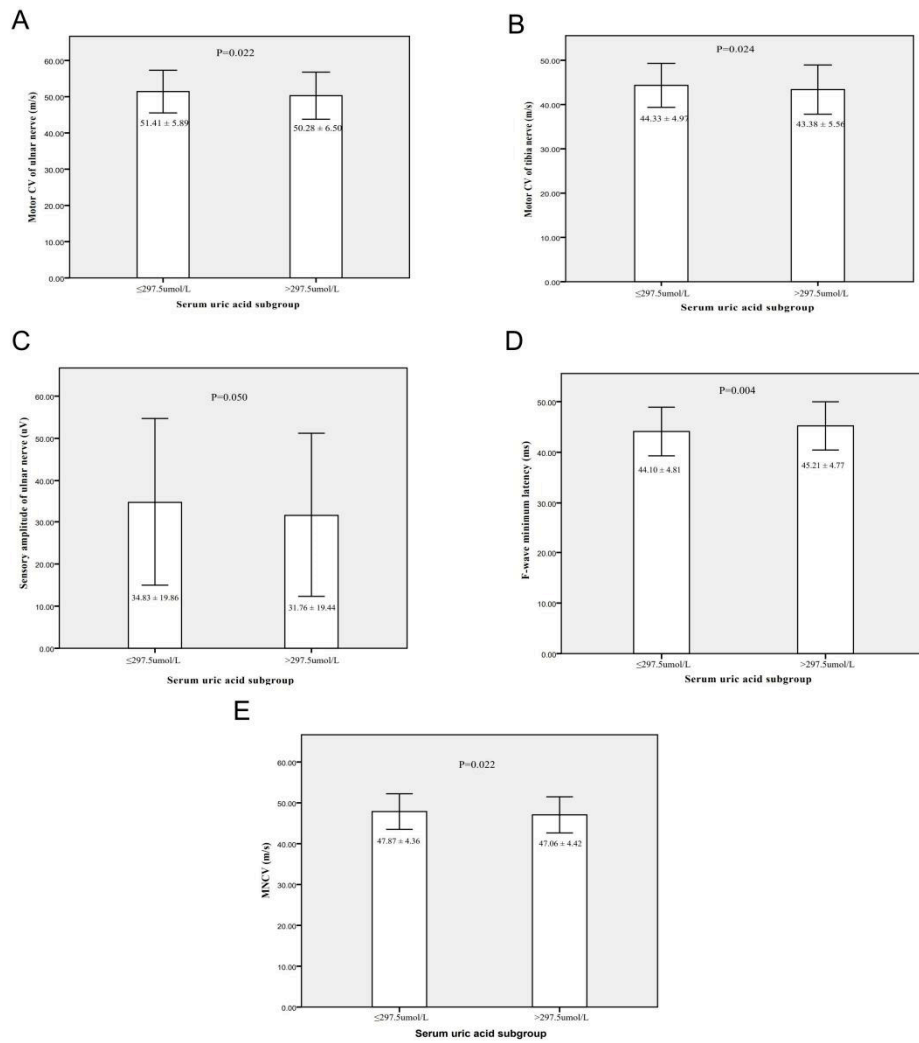 A
P=0.022
Motor CV of ulnar nerve (m/s)
60.00
50.00
40.00
30.00
20.00
10.00
0.00
51.41 ± 5.89
50.28 ± 6.50
≤297.5umol/L
>297.5umol/L
Serum uric acid subgroup
B
P=0.024
Motor CV of tibia nerve (m/s)
50.00
40.00
30.00
20.00
10.00
0.00
44.33 ± 4.97
43.38 ± 5.56
≤297.5umol/L
>297.5umol/L
Serum uric acid subgroup
C
P=0.050
Sensory amplitude of ulnar nerve (uV)
60.00
50.00
40.00
30.00
20.00
10.00
0.00
34.83 ± 19.86
31.76 ± 19.44
≤297.5umol/L
>297.5umol/L
Serum uric acid subgroup
D
P=0.004
F-wave minimum latency (ms)
50.00
40.00
30.00
20.00
10.00
0.00
44.10 ± 4.81
45.21 ± 4.77
≤297.5umol/L
>297.5umol/L
Serum uric acid subgroup
E
P=0.022
MNCV (m/s)
60.00
50.00
40.00
30.00
20.00
10.00
0.00
47.87 ± 4.36
47.06 ± 4.42
≤297.5umol/L
>297.5umol/L
Serum uric acid subgroup